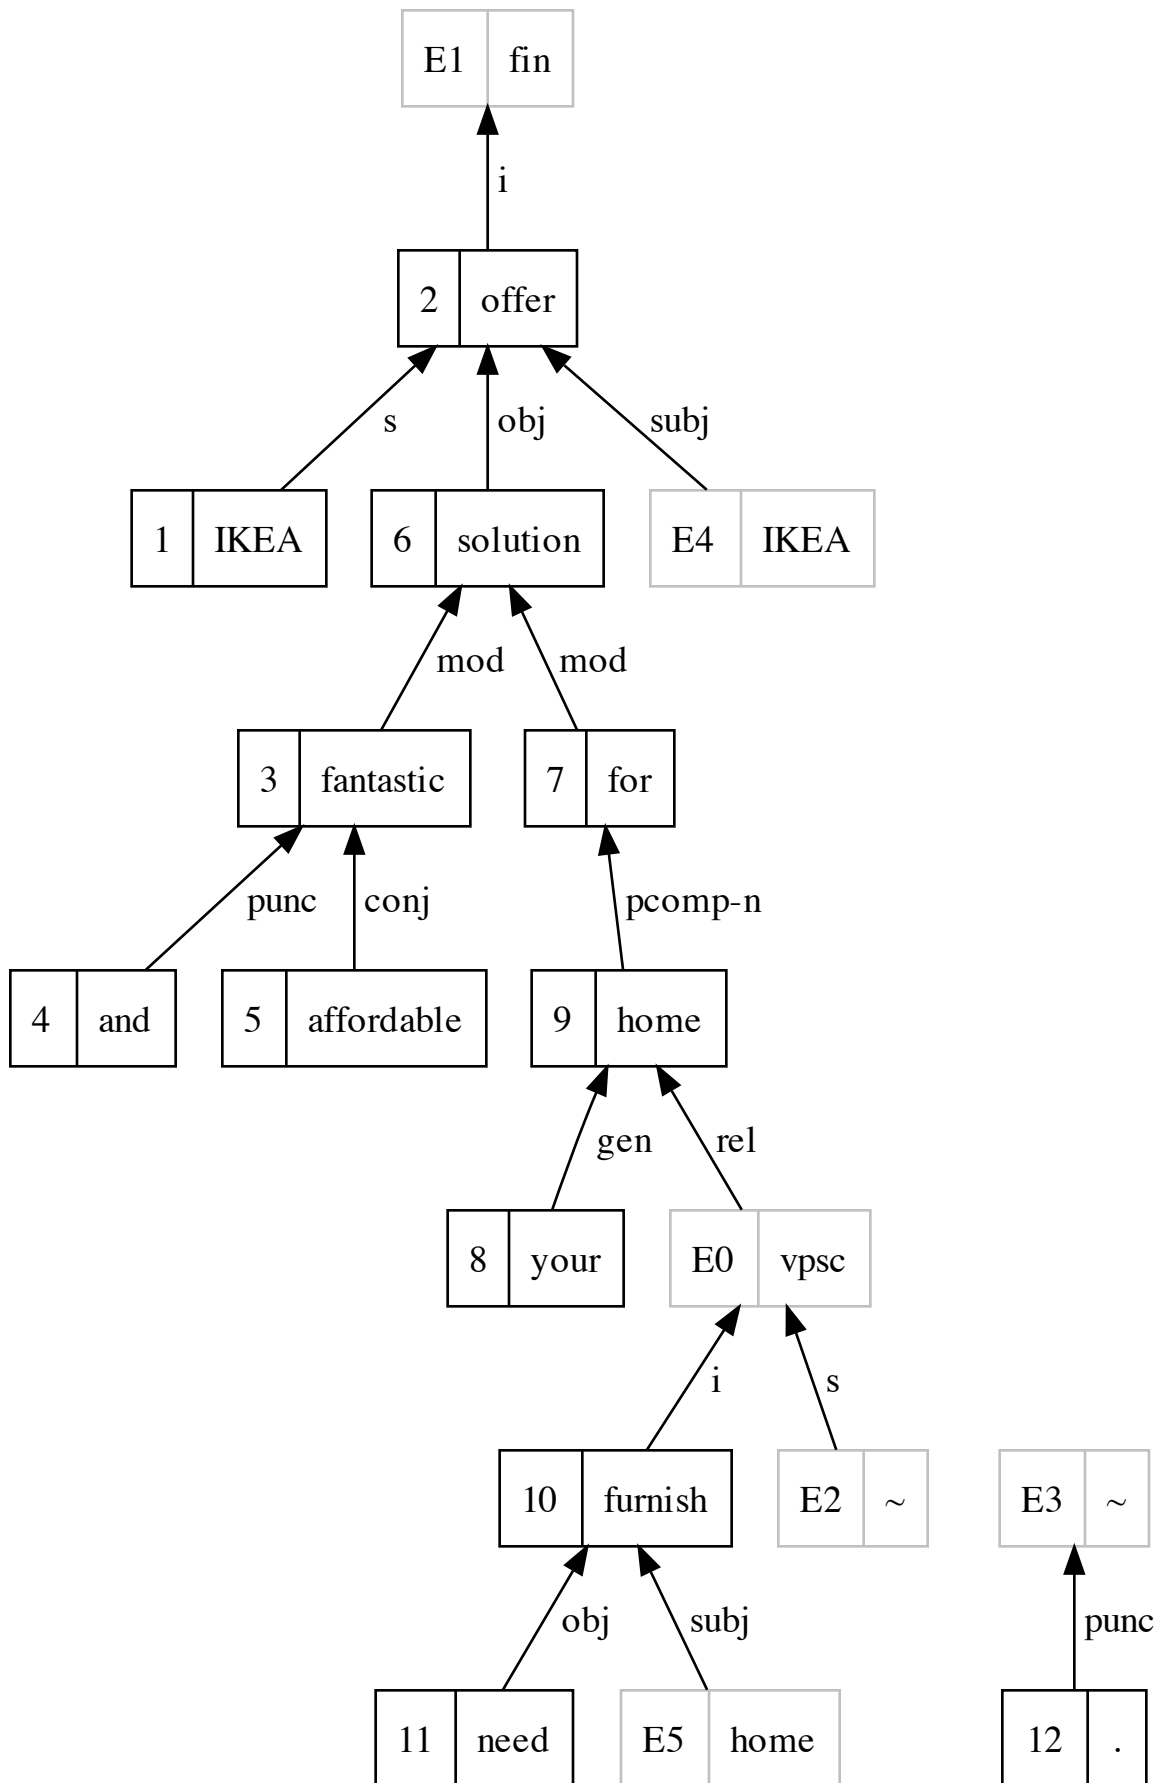 E1 fin
i
2 offer
s obj subj
1 IKEA 6 solution E4 IKEA
mod mod
3 fantastic 7 for
punc conj pcomp-n
4 and 5 affordable 9 home
gen rel
8 your E0 vpsc
i s
10 furnish E2 ~ E3 ~
obj subj punc
11 need E5 home 12 .